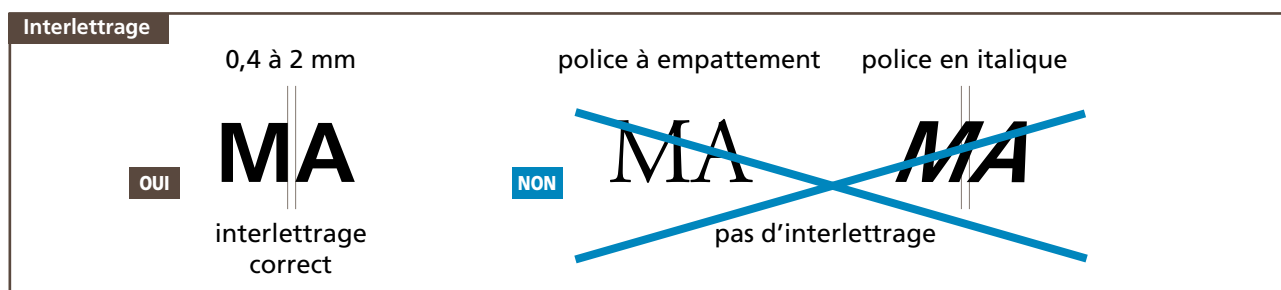 Interlettrage
0,4 à 2 mm
MA
OUI
interlettrage
correct
police à empattement police en italique
MA MA
NON
pas d’interlettrage